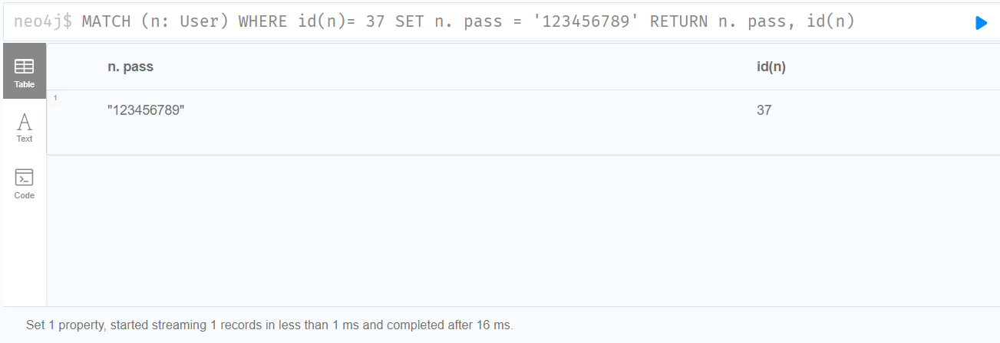 neo4j$ MATCH (n: User) WHERE id(n)= 37 SET n. pass = '123456789' RETURN n. pass, id(n)
Table
n. pass id(n)
1
"123456789" 37
Text
Code
Set 1 property, started streaming 1 records in less than 1 ms and completed after 16 ms.